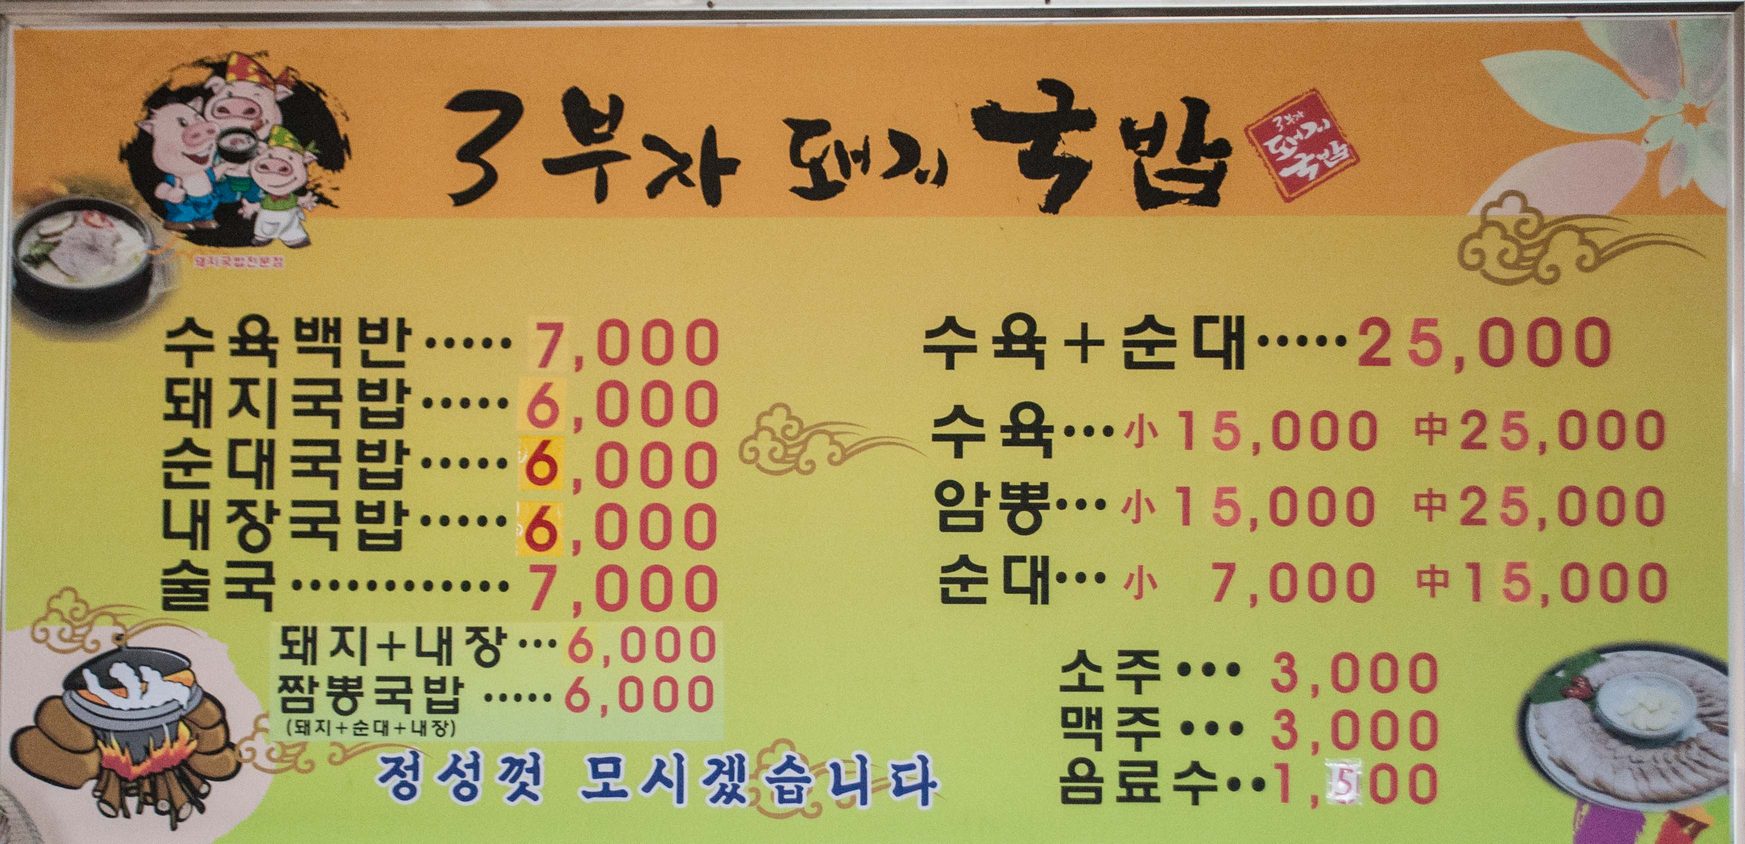 3부자 돼지국밥
3부자
돼지
국밥
돼지국밥전문점
수육백반·····7,000
돼지국밥·····6,000
순대국밥·····6,000
내장국밥·····6,000
술국············7,000
돼지+내장···6,000
짬뽕국밥·····6,000
(돼지+순대+내장)
수육+순대·····25,000
수육···小 15,000 中25,000
암뽕···小 15,000 中25,000
순대···小 7,000 中15,000
소주···3,000
맥주···3,000
음료수··1,500
정성껏 모시겠습니다